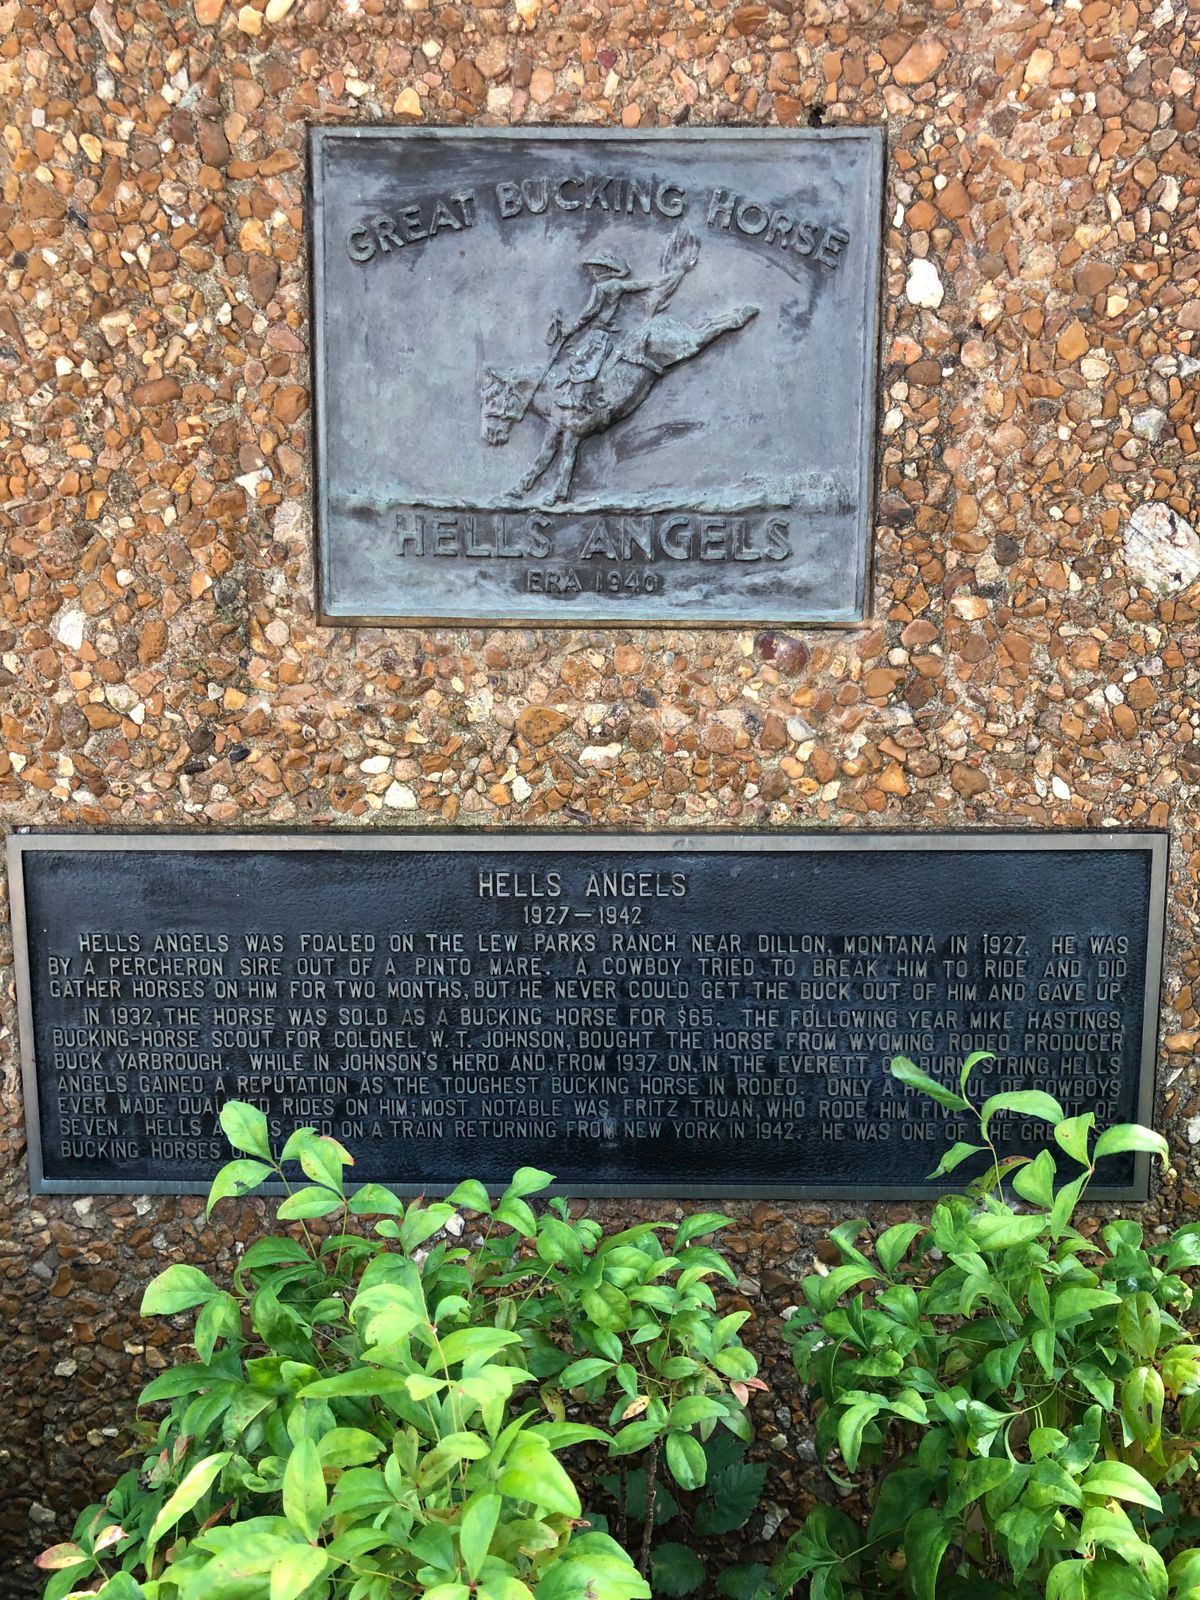 GREAT BUCKING HORSE
HELLS ANGELS
ERA 1940
HELLS ANGELS
1927-1942
HELLS ANGELS WAS FOALED ON THE LEW PARKS RANCH NEAR DILLON, MONTANA IN 1927. HE WAS
BY A PERCHERON SIRE OUT OF A PINTO MARE. A COWBOY TRIED TO BREAK HIM TO RIDE AND DID
GATHER HORSES ON HIM FOR TWO MONTHS, BUT HE NEVER COULD GET THE BUCK OUT OF HIM AND GAVE UP.
IN 1932, THE HORSE WAS SOLD AS A BUCKING HORSE FOR $65. THE FOLLOWING YEAR MIKE HASTINGS,
BUCKING-HORSE SCOUT FOR COLONEL W. T. JOHNSON, BOUGHT THE HORSE FROM WYOMING RODEO PRODUCER
BUCK YARBROUGH. WHILE IN JOHNSON'S HERD AND FROM 1937 ON, IN THE EVERETT STRING, HELLS
ANGELS GAINED A REPUTATION AS THE TOUGHEST BUCKING HORSE IN RODEO. ONLY A OF COWBOYS
EVER MADE QUALIFIED RIDES ON HIM; MOST NOTABLE WAS FRITZ TRUAN, WHO RODE HIM FIVE OUT OF
SEVEN. HELLS DIED ON A TRAIN RETURNING FROM NEW YORK IN 1942. HE WAS ONE OF THE
BUCKING HORSES